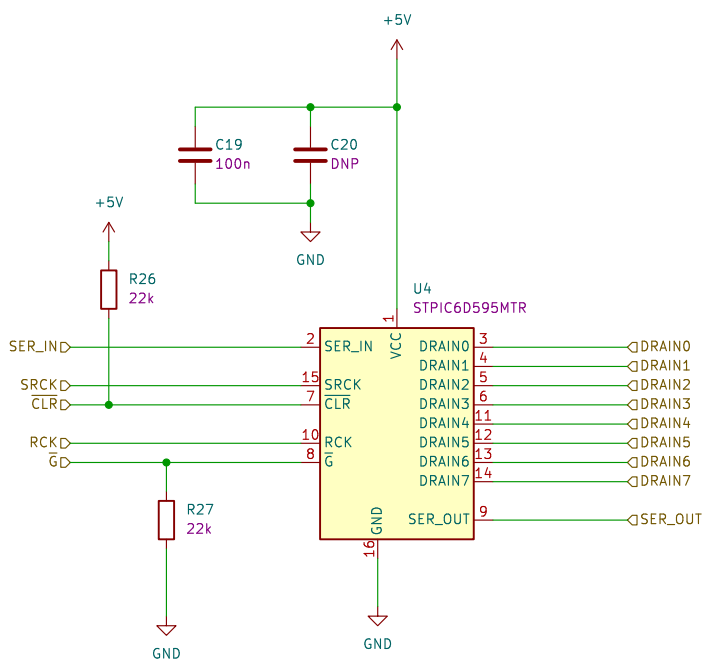 +5V
C19
100n
C20
DNP
+5V
GND
R26
22k
U4
STPIC6D595MTR
1
VCC
SER_IN 2 SER_IN DRAIN0 3 DRAIN0
DRAIN1 4 DRAIN1
SRCK 15 SRCK DRAIN2 5 DRAIN2
CLR 7 CLR DRAIN3 6 DRAIN3
DRAIN4 11 DRAIN4
RCK 10 RCK DRAIN5 12 DRAIN5
G 8 G DRAIN6 13 DRAIN6
DRAIN7 14 DRAIN7
R27
22k
GND
SER_OUT 9 SER_OUT
16
GND
GND